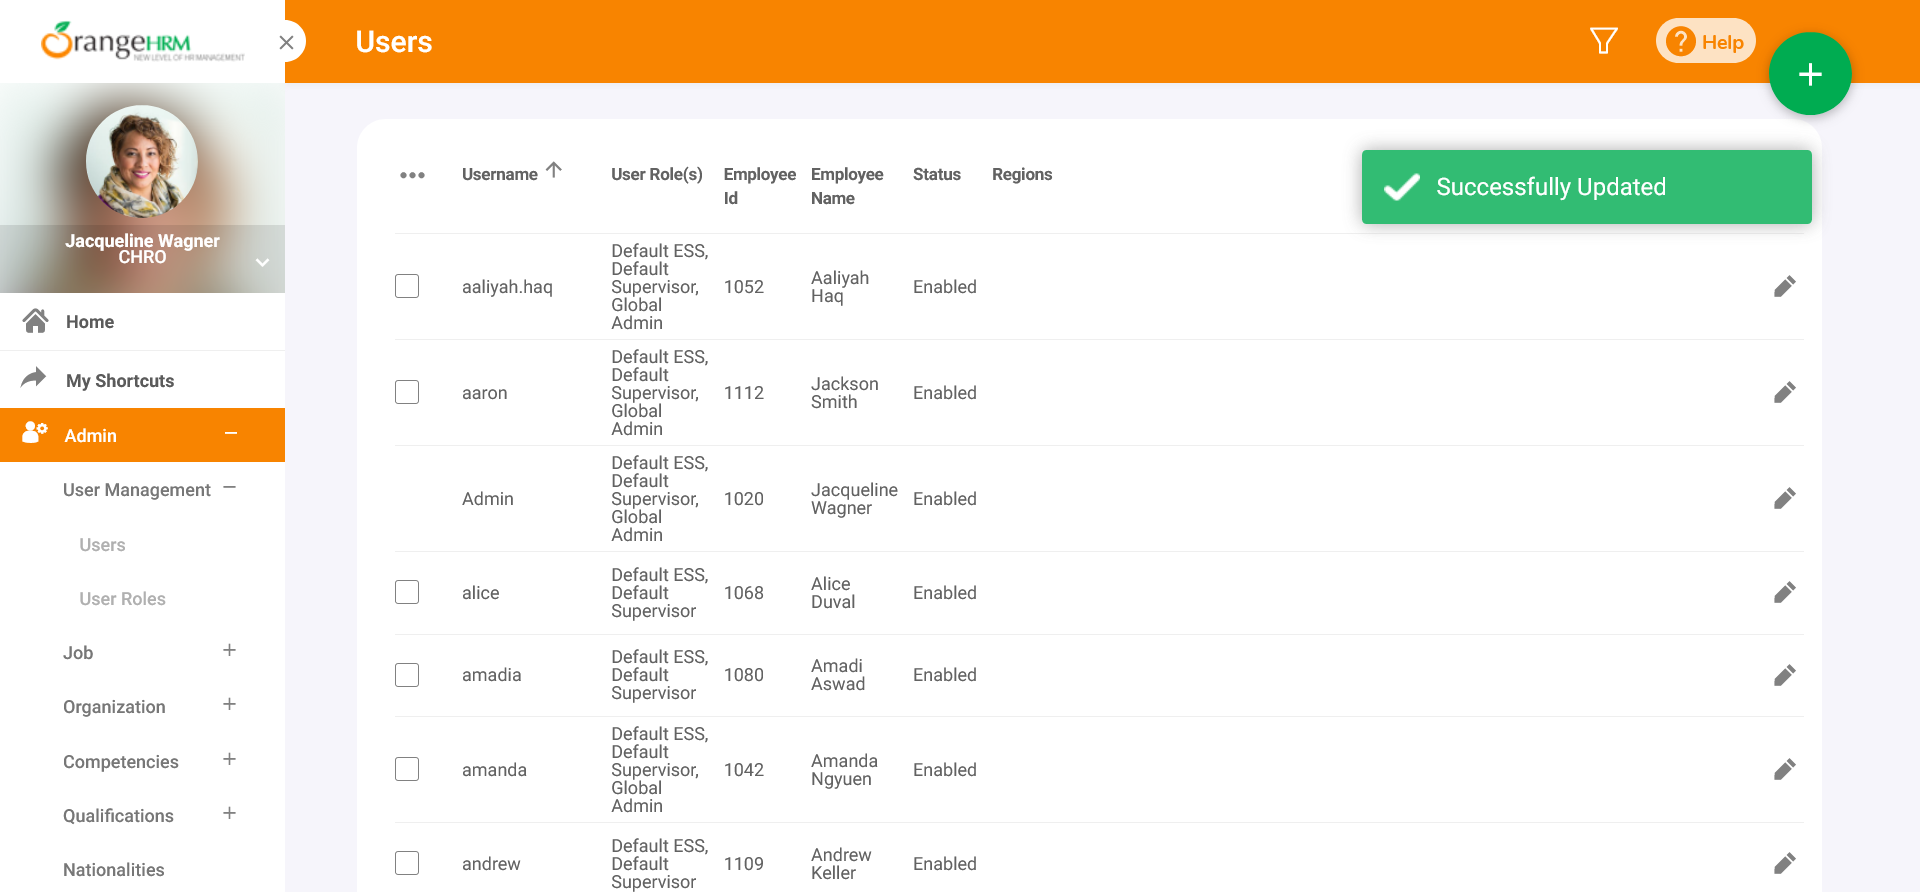 OrangeHRM
NEW LEVEL OF HR MANAGEMENT
Users
Help
Successfully Updated
Jacqueline Wagner
CHRO
Home
My Shortcuts
Admin
User Management
Users
User Roles
Job
Organization
Competencies
Qualifications
Nationalities
Username
User Role(s)
Employee
Id
Employee
Name
Status
Regions
aaliyah.haq
Default ESS,
Default
Supervisor,
Global
Admin
1052
Aaliyah
Haq
Enabled
aaron
Default ESS,
Default
Supervisor,
Global
Admin
1112
Jackson
Smith
Enabled
Admin
Default ESS,
Default
Supervisor,
Global
Admin
1020
Jacqueline
Wagner
Enabled
alice
Default ESS,
Default
Supervisor
1068
Alice
Duval
Enabled
amadia
Default ESS,
Default
Supervisor
1080
Amadi
Aswad
Enabled
amanda
Default ESS,
Default
Supervisor,
Global
Admin
1042
Amanda
Ngyuen
Enabled
andrew
Default ESS,
Default
Supervisor
1109
Andrew
Keller
Enabled